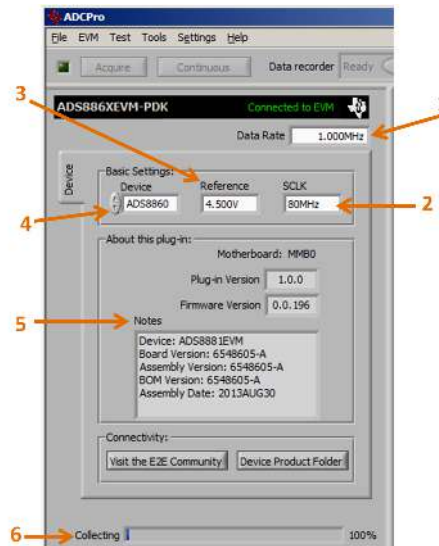 ADCPro
File EVM Test Tools Settings Help
Acquire Continuous Data recorder Ready
3
ADS886XEVM-PDK Connected to EVM
Data Rate 1.000MHz
Device
Basic Settings:
Device Reference SCLK
4 ADS8860 4.500V 80MHz 2
About this plug-in:
Motherboard: MMB0
Plug-in Version 1.0.0
Firmware Version 0.0.196
5 Notes
Device: ADS8881EVM
Board Version: 6548605-A
Assembly Version: 6548605-A
BOM Version: 6548605-A
Assembly Date: 2013AUG30
Connectivity:
Visit the E2E Community Device Product Folder
6 Collecting 100%